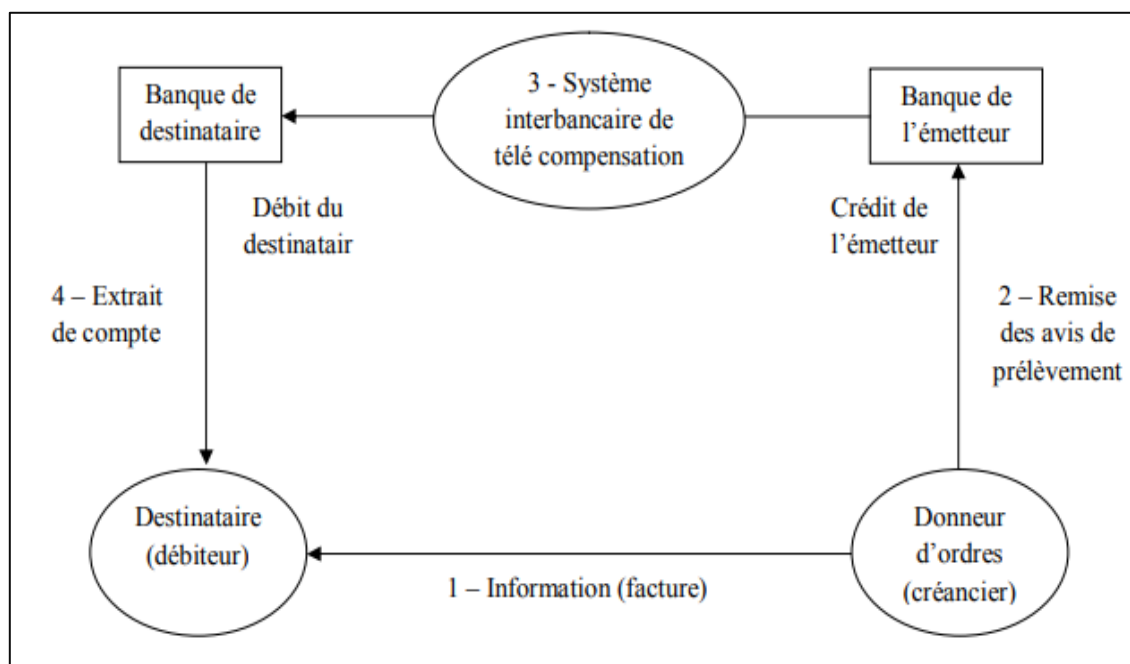 3 - Système
interbancaire de
télé compensation
Banque de
destinataire
Banque de
l’émetteur
Débit du
destinatair
Crédit de
l’émetteur
4 – Extrait
de compte
2 – Remise
des avis de
prélèvement
Destinataire
(débiteur)
Donneur
d’ordres
(créancier)
1 – Information (facture)